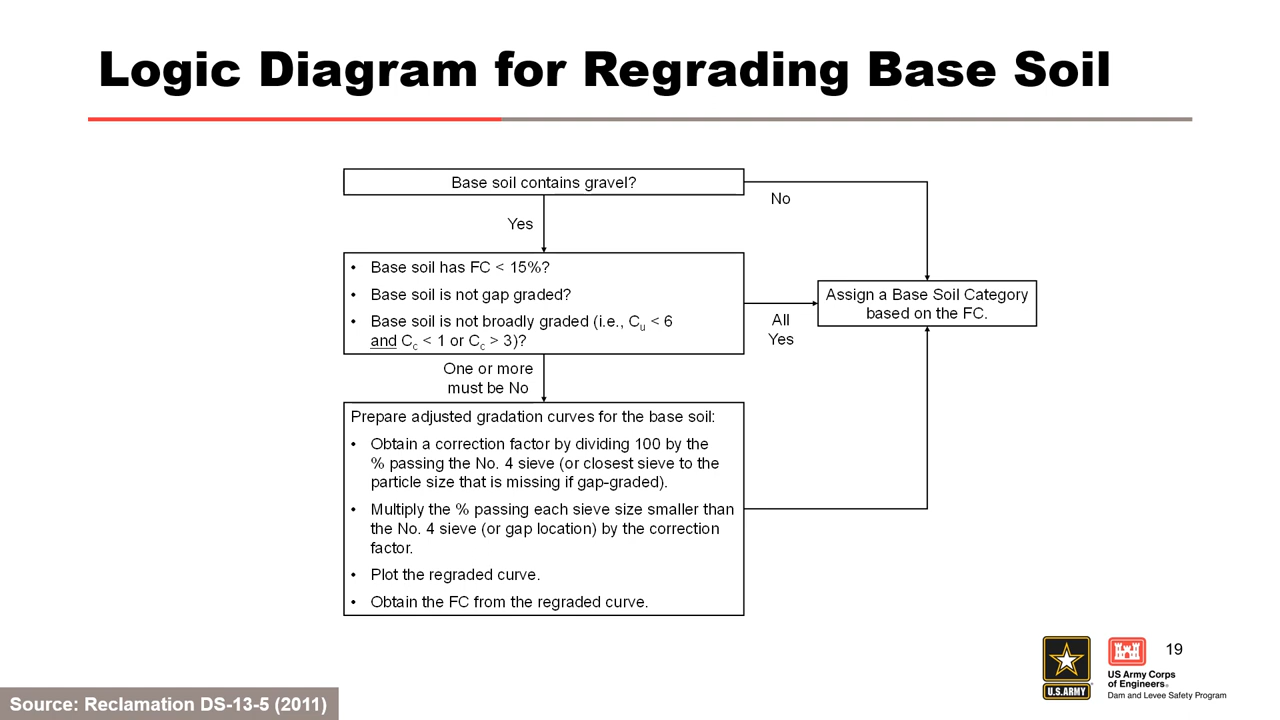 Logic Diagram for Regrading Base Soil
Base soil contains gravel?
No
Yes
• Base soil has FC < 15%?
• Base soil is not gap graded?
• Base soil is not broadly graded (i.e., Cu < 6
and Cc < 1 or Cc > 3)?
All
Yes
Assign a Base Soil Category
based on the FC.
One or more
must be No
Prepare adjusted gradation curves for the base soil:
• Obtain a correction factor by dividing 100 by the
% passing the No. 4 sieve (or closest sieve to the
particle size that is missing if gap-graded).
• Multiply the % passing each sieve size smaller than
the No. 4 sieve (or gap location) by the correction
factor.
• Plot the regraded curve.
• Obtain the FC from the regraded curve.
19
U.S.ARMY
US Army Corps
of Engineers®
Dam and Levee Safety Program
Source: Reclamation DS-13-5 (2011)